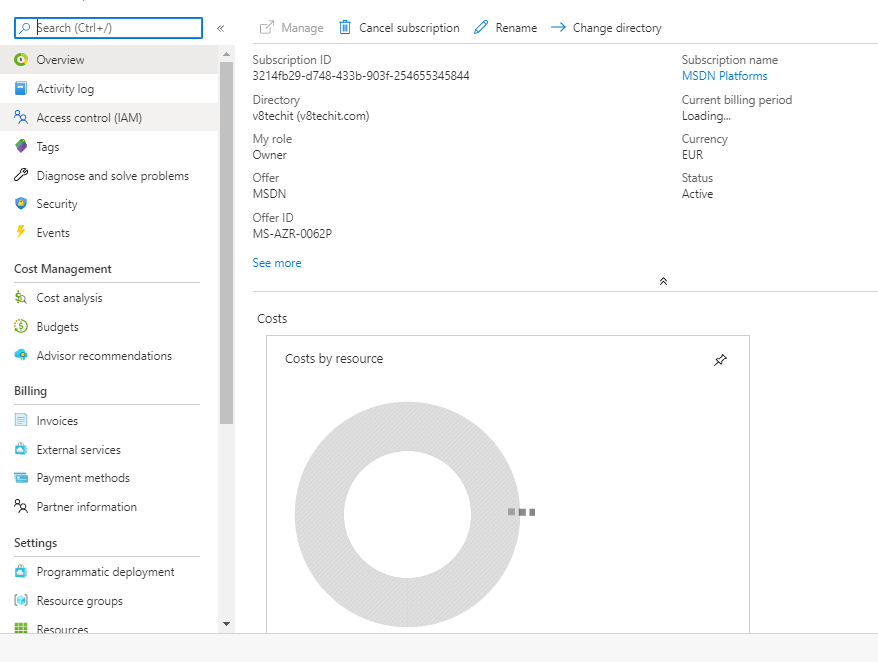 Search (Ctrl+/)
«
Manage
Cancel subscription
Rename
Change directory
Overview
Activity log
Access control (IAM)
Tags
Diagnose and solve problems
Security
Events
Cost Management
Cost analysis
Budgets
Advisor recommendations
Billing
Invoices
External services
Payment methods
Partner information
Settings
Programmatic deployment
Resource groups
Resources
Subscription ID
3214fb29-d748-433b-903f-254655345844
Directory
v8techit (v8techit.com)
My role
Owner
Offer
MSDN
Offer ID
MS-AZR-0062P
See more
Subscription name
MSDN Platforms
Current billing period
Loading...
Currency
EUR
Status
Active
Costs
Costs by resource